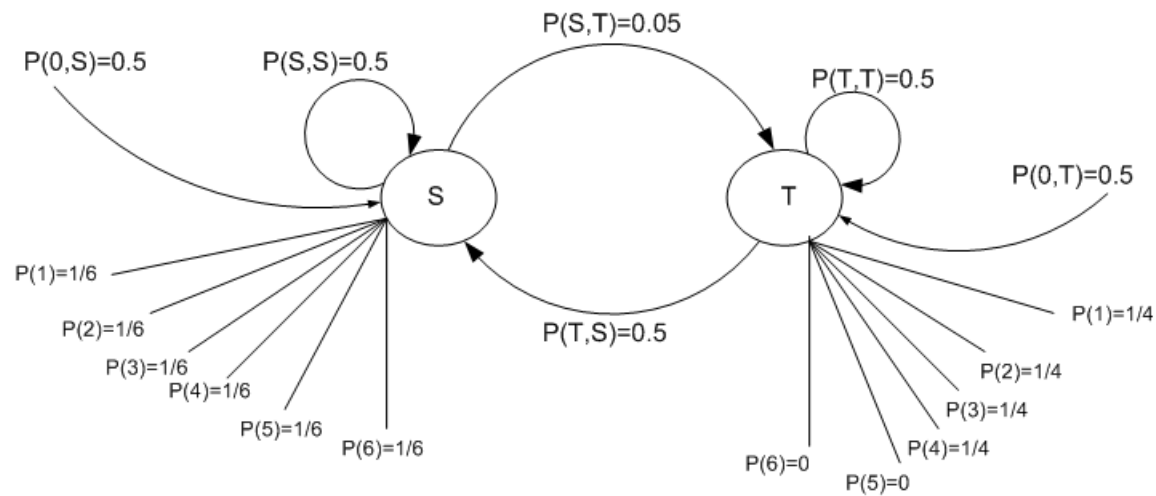 P(S,T)=0.05
P(0,S)=0.5
P(S,S)=0.5
P(T,T)=0.5
P(0,T)=0.5
S
T
P(1)=1/6
P(2)=1/6
P(3)=1/6
P(4)=1/6
P(5)=1/6
P(6)=1/6
P(T,S)=0.5
P(1)=1/4
P(2)=1/4
P(3)=1/4
P(4)=1/4
P(6)=0
P(5)=0